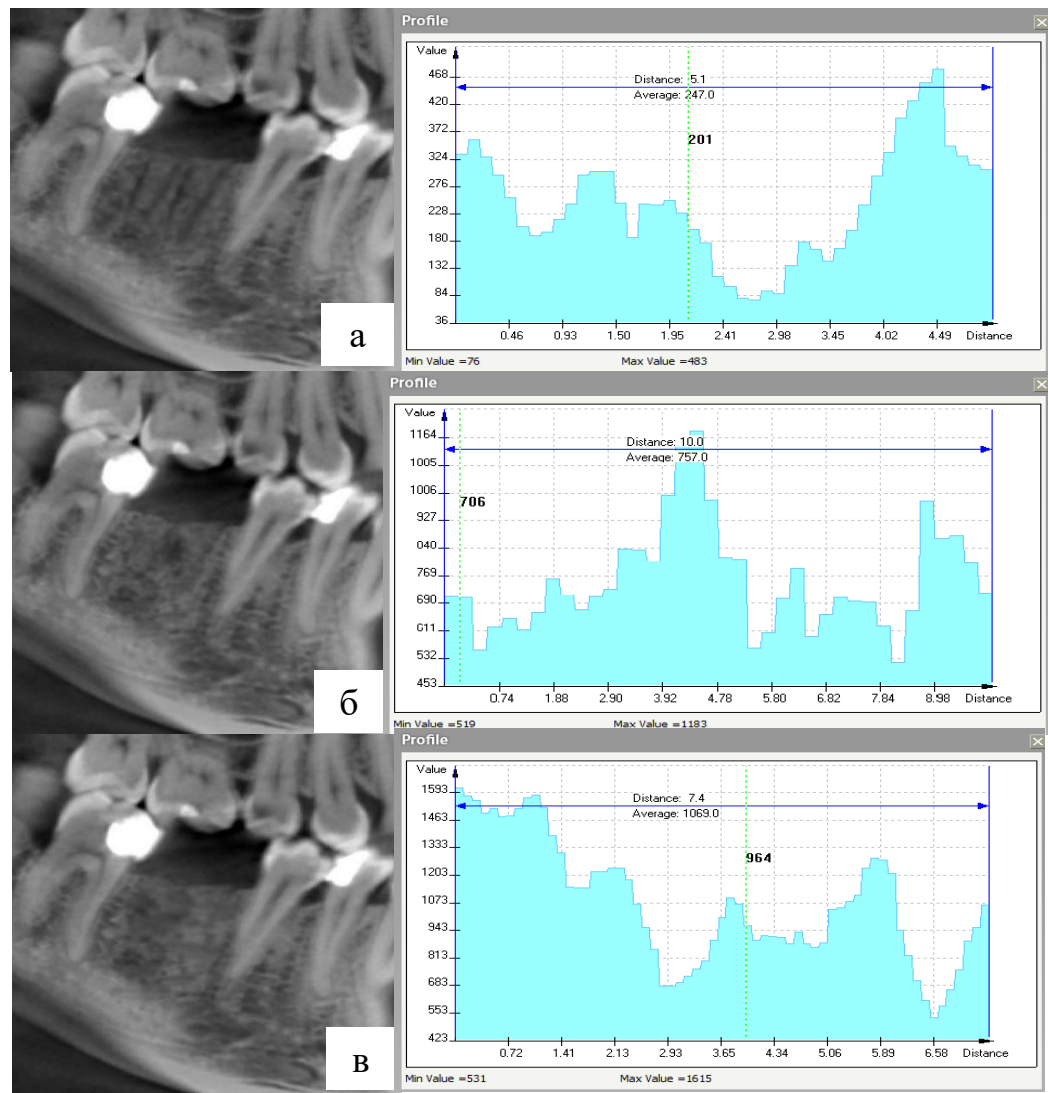 Profile
Value
468
420
372
324
276
228
180
132
84
36
Distance: 5.1
Average: 247.0
201
0.46 0.93 1.50 1.95 2.41 2.98 3.45 4.02 4.49 Distance
Min Value =76 Max Value =483
а
Profile
Value
1164
1005
1006
927
840
769
690
611
532
453
Distance: 10.0
Average: 757.0
706
0.74 1.88 2.90 3.92 4.78 5.80 6.82 7.84 8.98 Distance
Min Value =519 Max Value =1183
б
Profile
Value
1593
1463
1333
1203
1073
943
813
683
553
423
Distance: 7.4
Average: 1069.0
964
0.72 1.41 2.13 2.93 3.65 4.34 5.06 5.89 6.58 Distance
Min Value =531 Max Value =1615
в